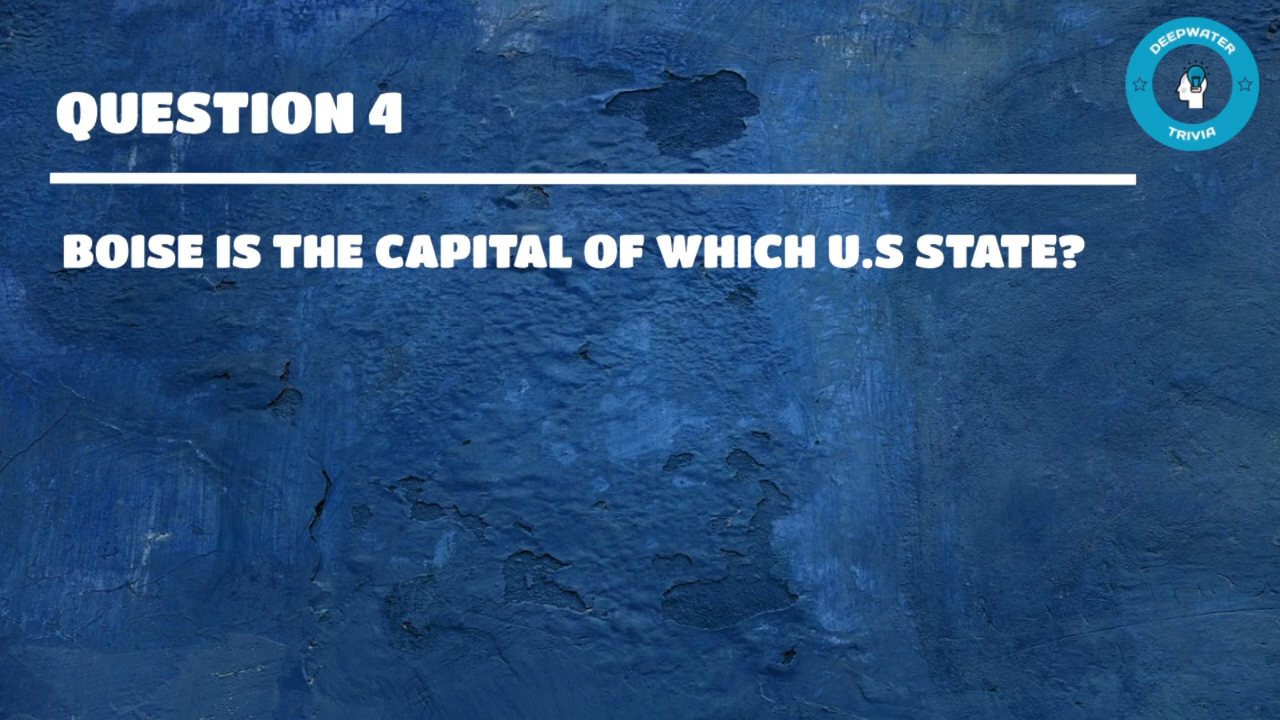 QUESTION 4
BOISE IS THE CAPITAL OF WHICH U.S STATE?
DEEPWATER
TRIVIA